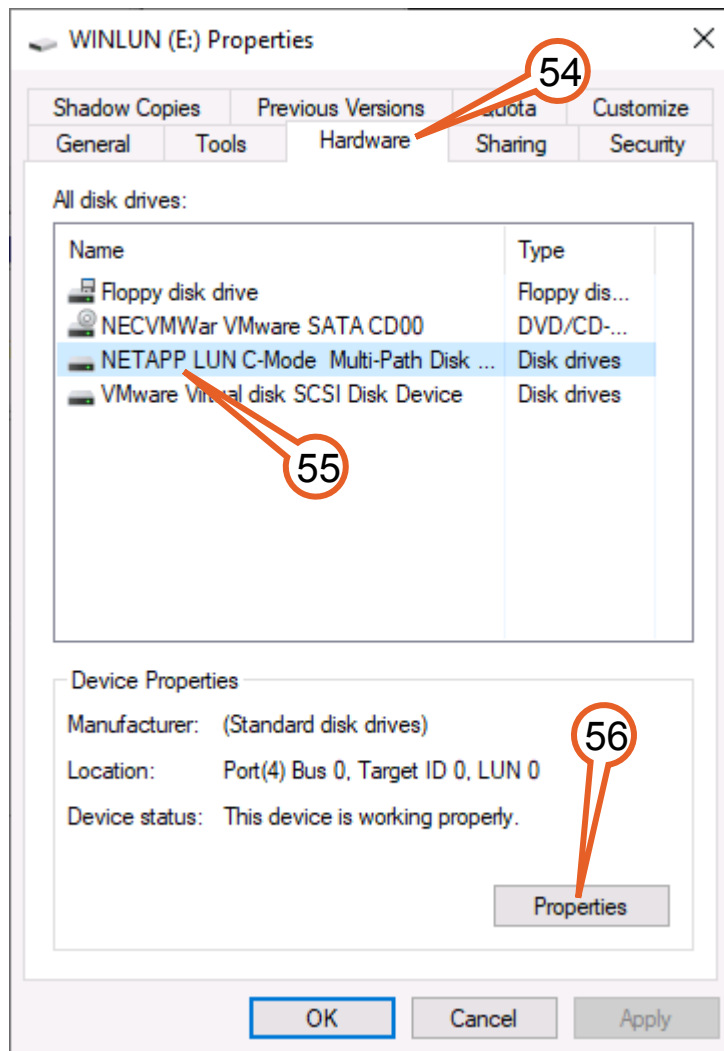 WINLUN (E:) Properties
54
Shadow Copies Previous Versions Quota Customize
General Tools Hardware Sharing Security
All disk drives:
Name Type
Floppy disk drive Floppy dis...
NECVMWar VMware SATA CD00 DVD/CD-...
NETAPP LUN C-Mode Multi-Path Disk ... Disk drives
VMware Virtual disk SCSI Disk Device Disk drives
55
Device Properties
Manufacturer: (Standard disk drives)
56
Location: Port(4) Bus 0, Target ID 0, LUN 0
Device status: This device is working properly.
Properties
OK Cancel Apply